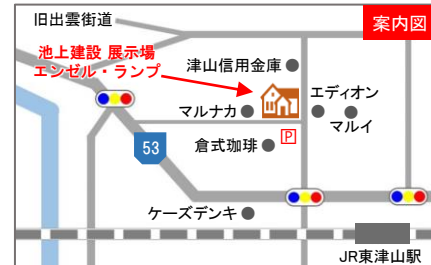 旧出雲街道
案内図
池上建設 展示場
エンゼル・ランプ
津山信用金庫
エディオン
マルナカ
マルイ
53
倉式珈琲
P
ケーズデンキ
JR東津山駅